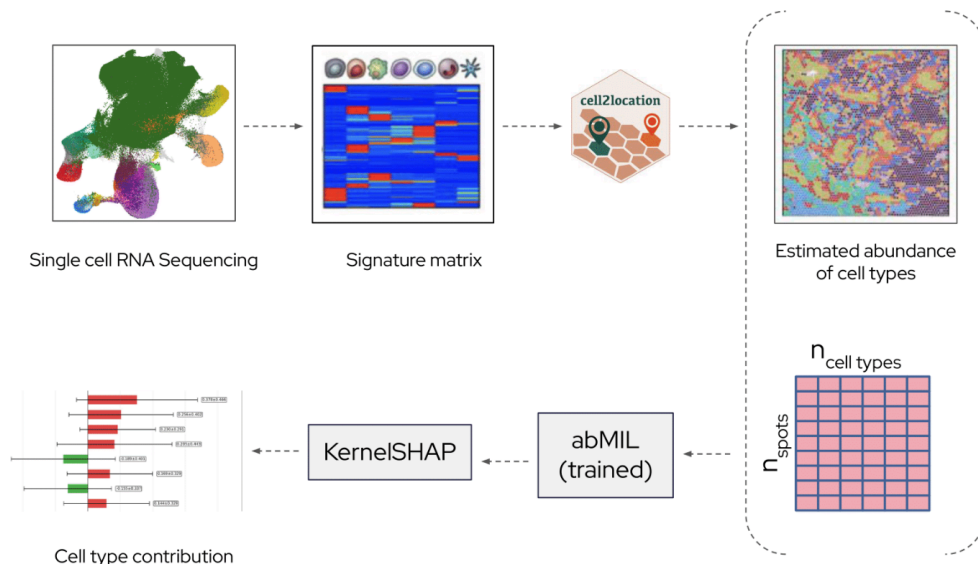 cell2location
Single cell RNA Sequencing
Signature matrix
Estimated abundance
of cell types
n cell types
n spots
abMIL
(trained)
KernelSHAP
Cell type contribution